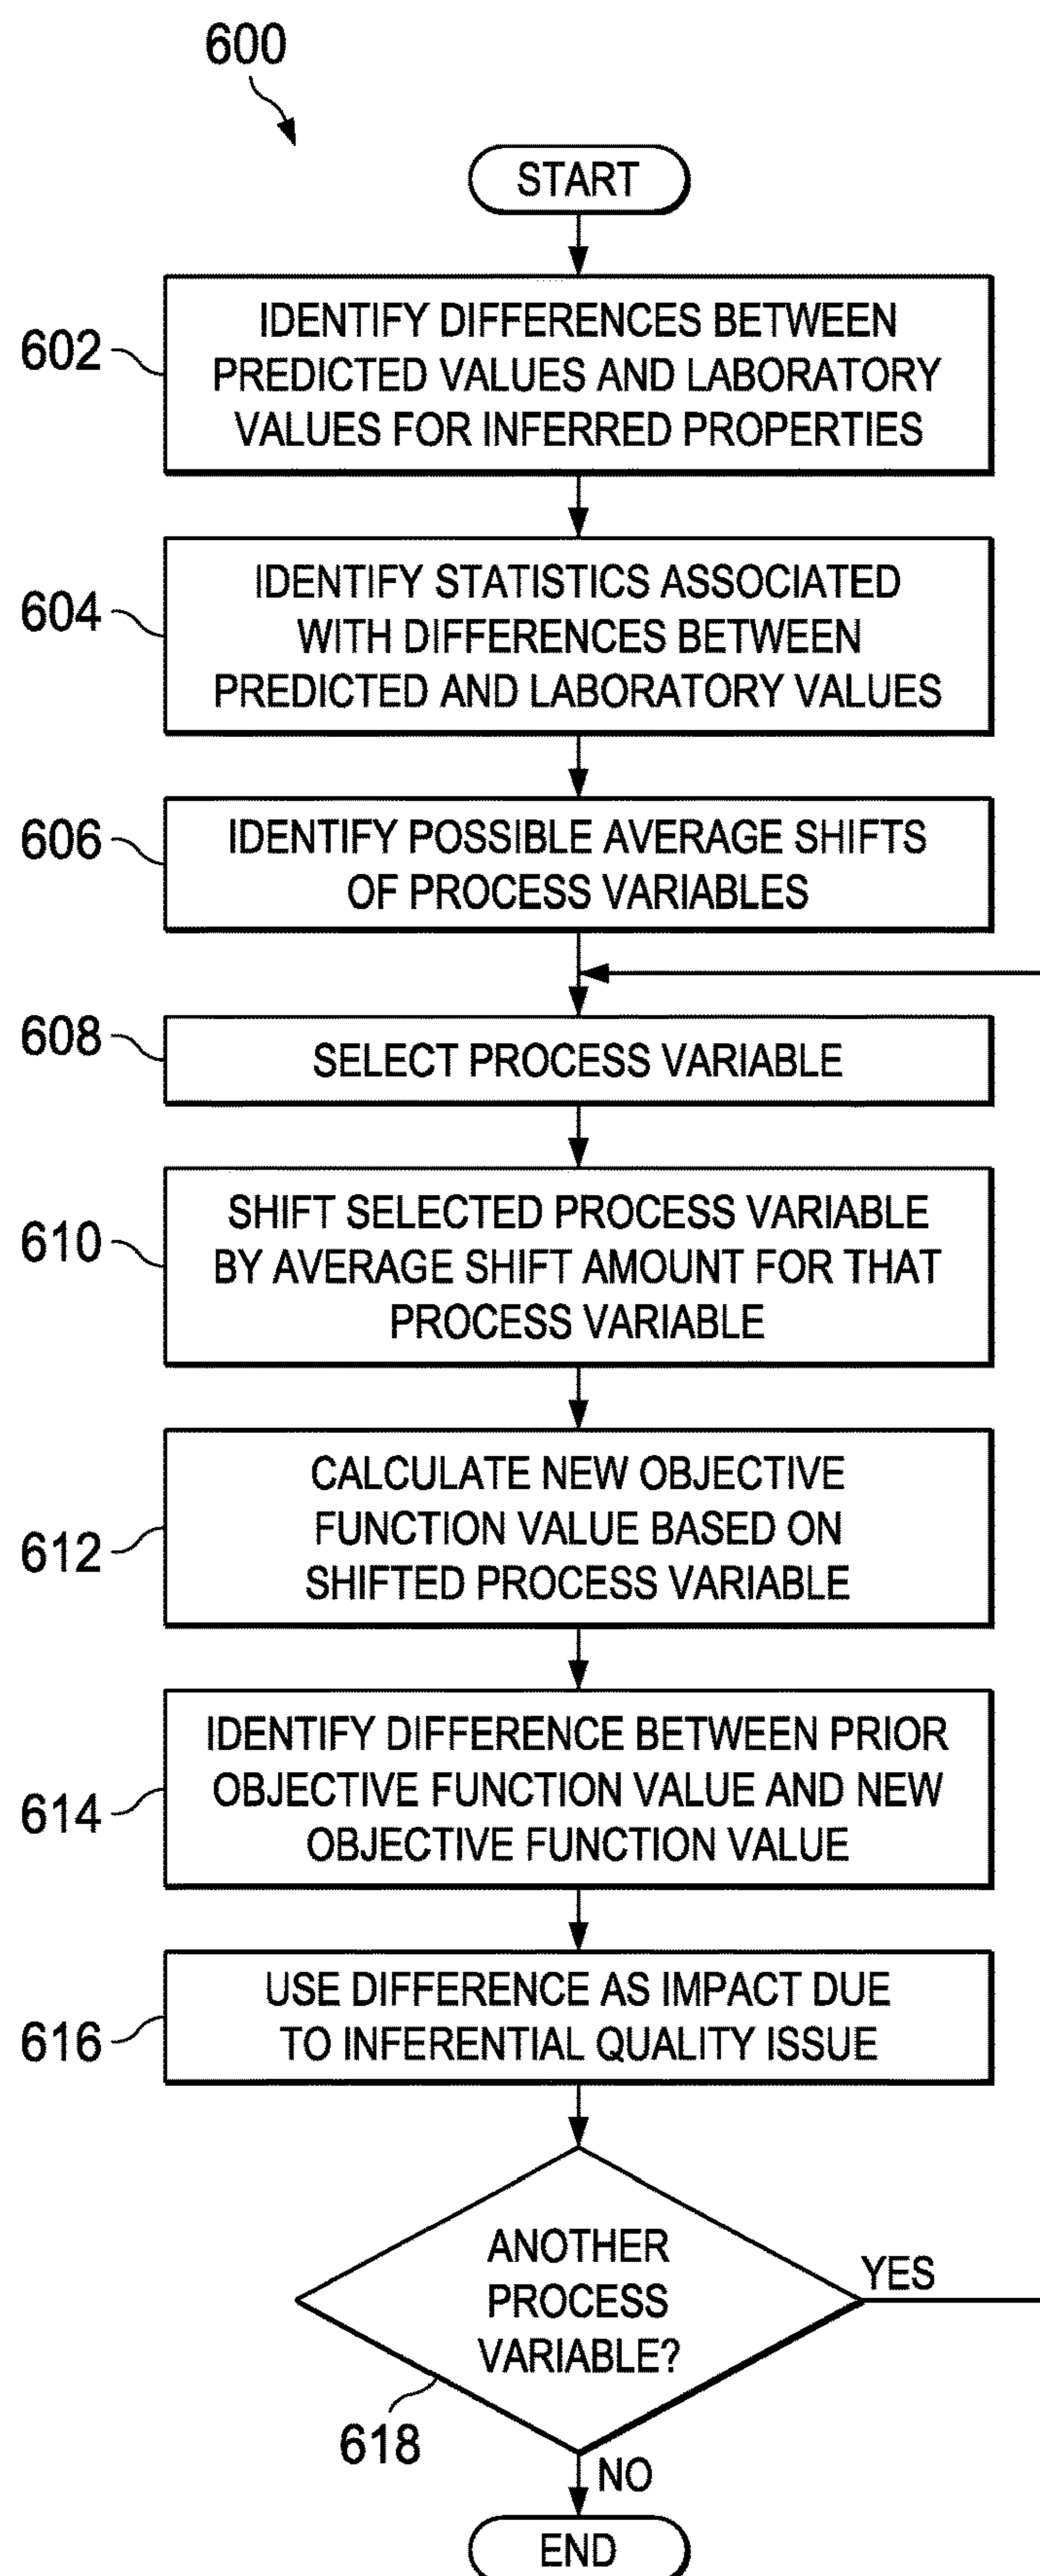 600
START
602
IDENTIFY DIFFERENCES BETWEEN
PREDICTED VALUES AND LABORATORY
VALUES FOR INFERRED PROPERTIES
604
IDENTIFY STATISTICS ASSOCIATED
WITH DIFFERENCES BETWEEN
PREDICTED AND LABORATORY VALUES
606
IDENTIFY POSSIBLE AVERAGE SHIFTS
OF PROCESS VARIABLES
608
SELECT PROCESS VARIABLE
610
SHIFT SELECTED PROCESS VARIABLE
BY AVERAGE SHIFT AMOUNT FOR THAT
PROCESS VARIABLE
612
CALCULATE NEW OBJECTIVE
FUNCTION VALUE BASED ON
SHIFTED PROCESS VARIABLE
614
IDENTIFY DIFFERENCE BETWEEN PRIOR
OBJECTIVE FUNCTION VALUE AND NEW
OBJECTIVE FUNCTION VALUE
616
USE DIFFERENCE AS IMPACT DUE
TO INFERENTIAL QUALITY ISSUE
ANOTHER
PROCESS
VARIABLE?
YES
618
NO
END